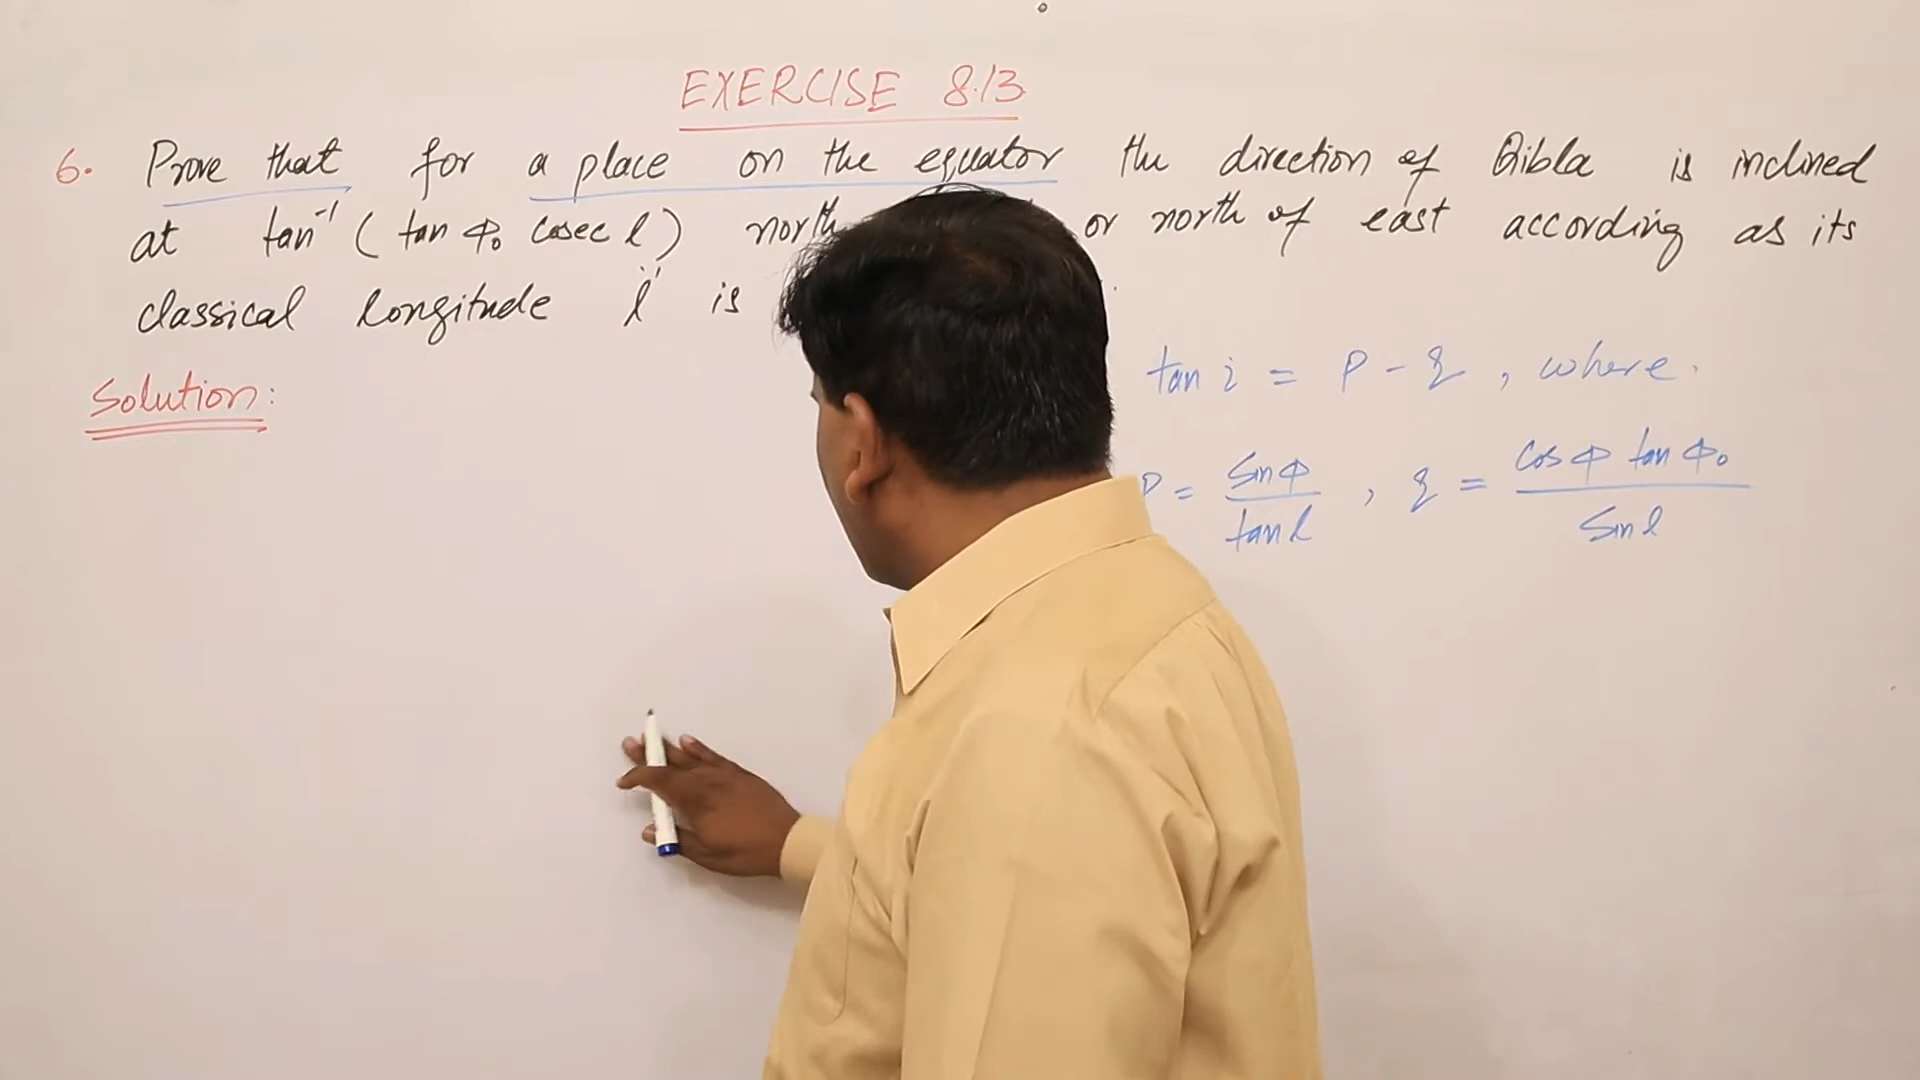 EXERCISE 8.13
6. Prove that for a place on the equator the direction of Qibla is inclined
at tan⁻¹ ( tan φ₀ cosec l ) north or north of east according as its
classical longitude 'l' is
Solution:
tan i = P - q , where.
P = sin φ / tan l , q = cos φ tan φ₀ / sin l